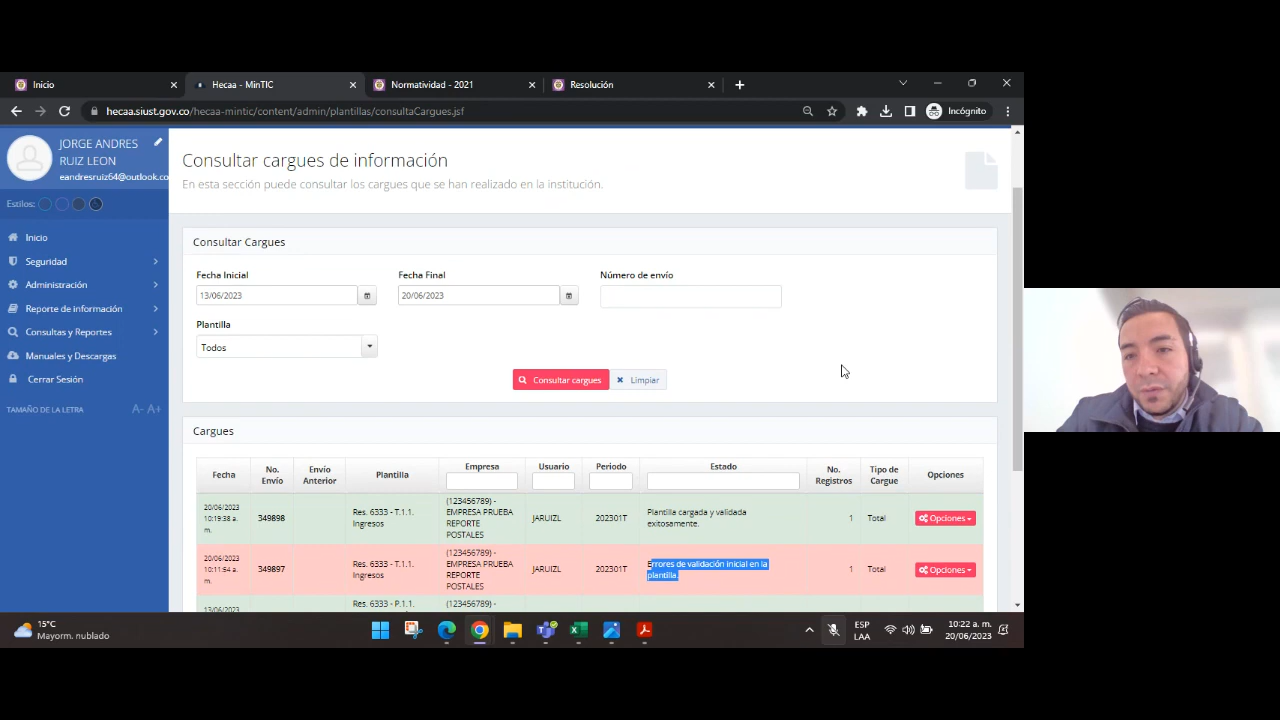 Inicio
Hecaa - MinTIC
Normatividad - 2021
Resolución
hecaa.siust.gov.co/hecaa-mintic/content/admin/plantillas/consultaCargues.jsf
Incógnito
JORGE ANDRES
RUIZ LEON
eandresruiz64@outlook.co
Estilos:
Inicio
Seguridad
Administración
Reporte de información
Consultas y Reportes
Manuales y Descargas
Cerrar Sesión
TAMAÑO DE LA LETRA A- A+
Consultar cargues de información
En esta sección puede consultar los cargues que se han realizado en la institución.
Consultar Cargues
Fecha Inicial
Fecha Final
Número de envío
13/06/2023
20/06/2023
Plantilla
Todos
Consultar cargues
Limpiar
Cargues
Fecha
No. Envío
Envío Anterior
Plantilla
Empresa
Usuario
Periodo
Estado
No. Registros
Tipo de Cargue
Opciones
20/06/2023
10:19:38 a.
m.
349898
Res. 6333 - T.1.1.
Ingresos
(123456789) -
EMPRESA PRUEBA
REPORTE
POSTALES
JARUIZL
202301T
Plantilla cargada y validada
exitosamente.
1
Total
Opciones
20/06/2023
10:11:54 a.
m.
349897
Res. 6333 - T.1.1.
Ingresos
(123456789) -
EMPRESA PRUEBA
REPORTE
POSTALES
JARUIZL
202301T
Errores de validación inicial en la
plantilla.
1
Total
Opciones
13/06/2023
Res. 6333 - P.1.1.
(123456789) -
15°C
Mayorm. nublado
ESP
LAA
10:22 a. m.
20/06/2023